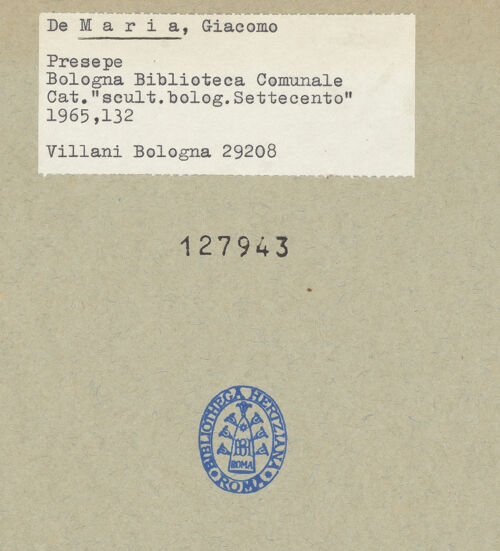 De M a r i a, Giacomo
Presepe
Bologna Biblioteca Comunale
Cat."scult.bolog.Settecento"
1965,132
Villani Bologna 29208
127943
BIBLIOTHECA HERTZIANA
BH
ROMA
ROMA